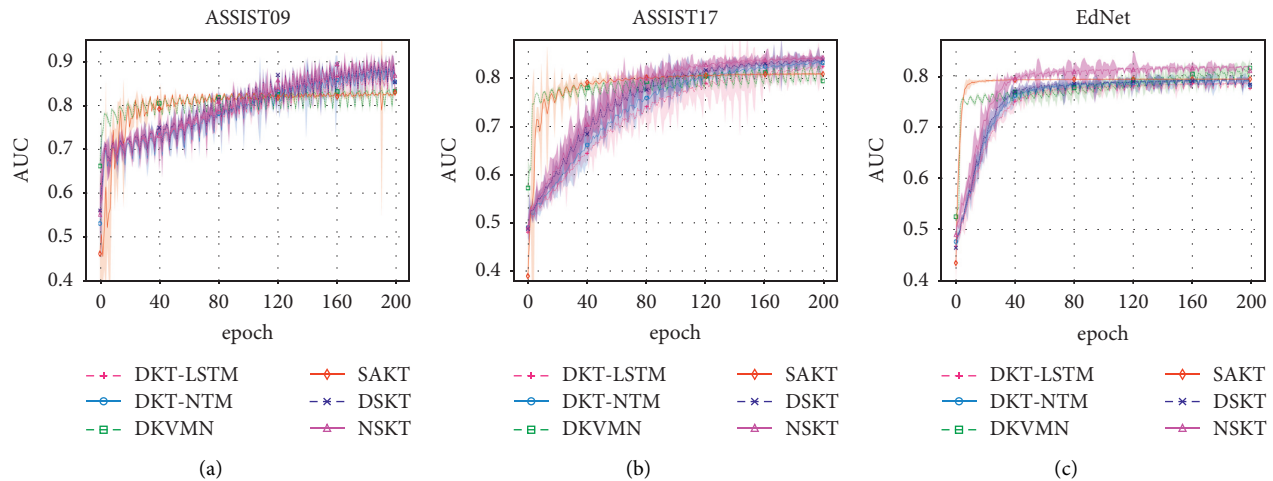 ASSIST09
AUC
0.9
0.8
0.7
0.6
0.5
0.4
0 40 80 120 160 200
epoch
DKT-LSTM SAKT
DKT-NTM DSKT
DKVMN NSKT
(a)
ASSIST17
AUC
0.8
0.7
0.6
0.5
0.4
0 40 80 120 160 200
epoch
DKT-LSTM SAKT
DKT-NTM DSKT
DKVMN NSKT
(b)
EdNet
AUC
0.8
0.7
0.6
0.5
0.4
0 40 80 120 160 200
epoch
DKT-LSTM SAKT
DKT-NTM DSKT
DKVMN NSKT
(c)